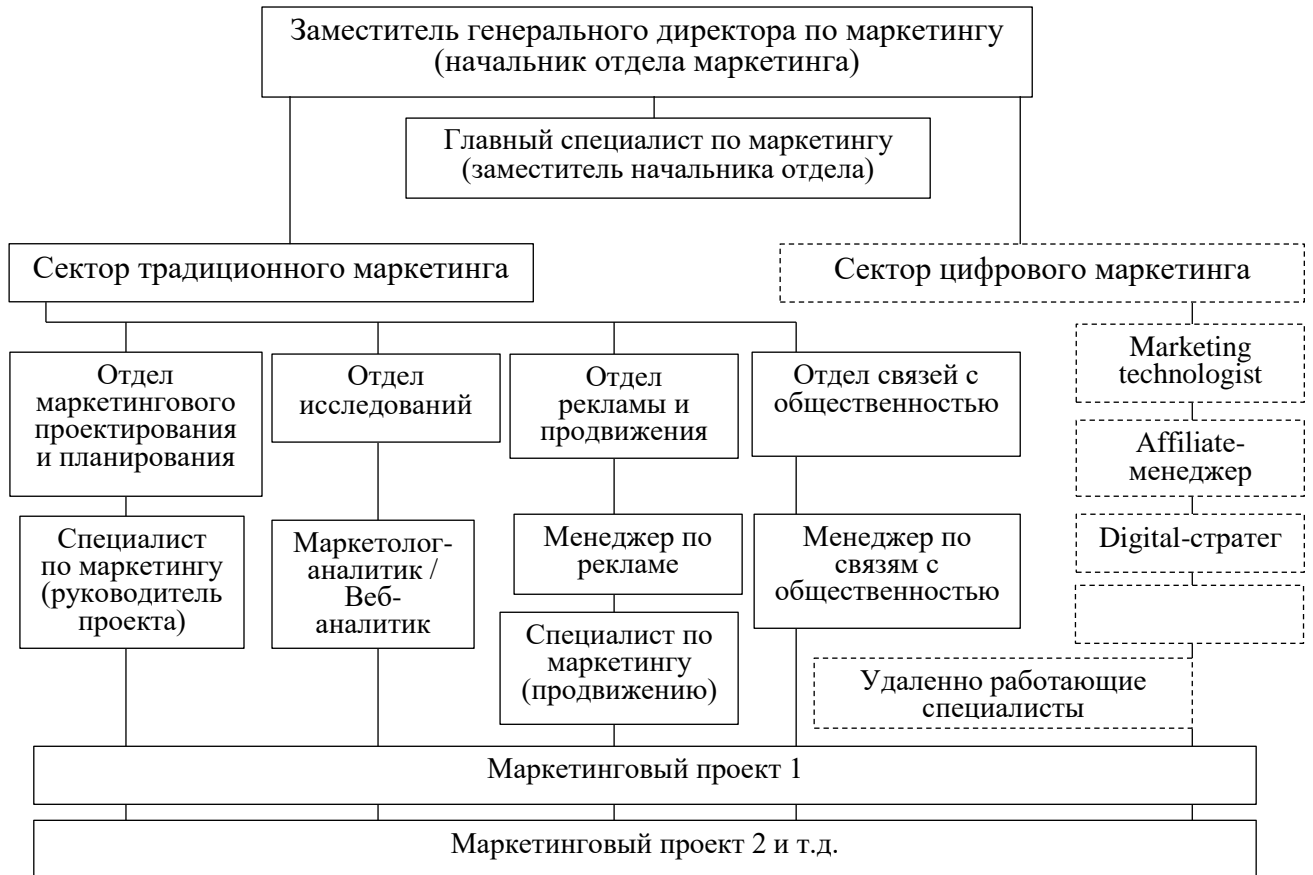 Заместитель генерального директора по маркетингу
(начальник отдела маркетинга)
Главный специалист по маркетингу
(заместитель начальника отдела)
Сектор традиционного маркетинга
Сектор цифрового маркетинга
Отдел
маркетингового
проектирования
и планирования
Отдел
исследований
Отдел
рекламы и
продвижения
Отдел связей с
общественностью
Marketing
technologist
Affiliate-
менеджер
Специалист
по маркетингу
(руководитель
проекта)
Маркетолог-
аналитик /
Веб-
аналитик
Менеджер по
рекламе
Менеджер по
связям с
общественностью
Digital-стратег
Специалист по
маркетингу
(продвижению)
Удаленно работающие
специалисты
Маркетинговый проект 1
Маркетинговый проект 2 и т.д.